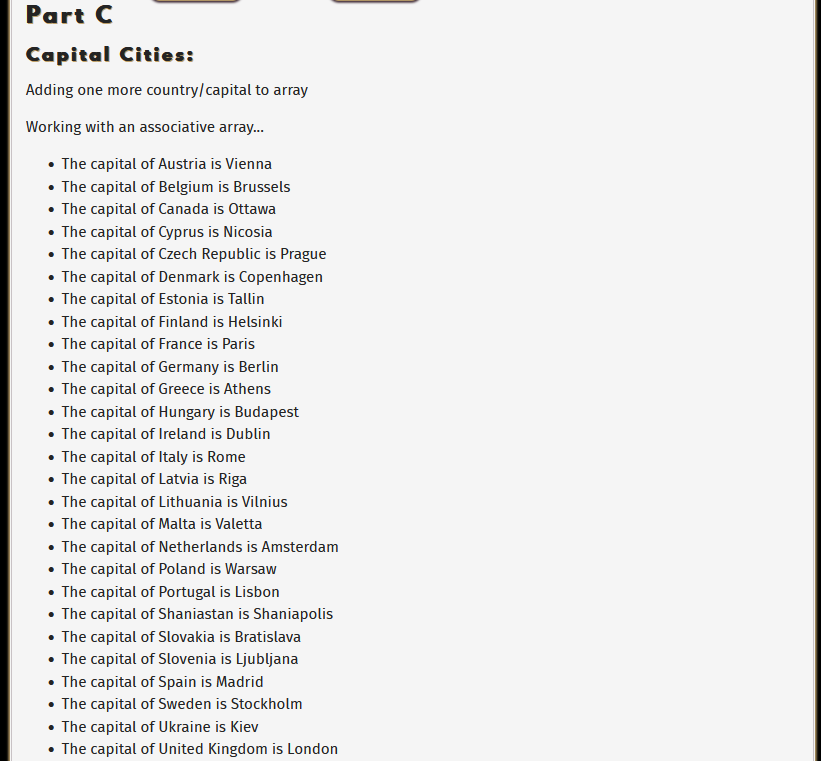 Part C
Capital Cities:
Adding one more country/capital to array
Working with an associative array...
• The capital of Austria is Vienna
• The capital of Belgium is Brussels
• The capital of Canada is Ottawa
• The capital of Cyprus is Nicosia
• The capital of Czech Republic is Prague
• The capital of Denmark is Copenhagen
• The capital of Estonia is Tallin
• The capital of Finland is Helsinki
• The capital of France is Paris
• The capital of Germany is Berlin
• The capital of Greece is Athens
• The capital of Hungary is Budapest
• The capital of Ireland is Dublin
• The capital of Italy is Rome
• The capital of Latvia is Riga
• The capital of Lithuania is Vilnius
• The capital of Malta is Valetta
• The capital of Netherlands is Amsterdam
• The capital of Poland is Warsaw
• The capital of Portugal is Lisbon
• The capital of Shaniastan is Shaniapolis
• The capital of Slovakia is Bratislava
• The capital of Slovenia is Ljubljana
• The capital of Spain is Madrid
• The capital of Sweden is Stockholm
• The capital of Ukraine is Kiev
• The capital of United Kingdom is London